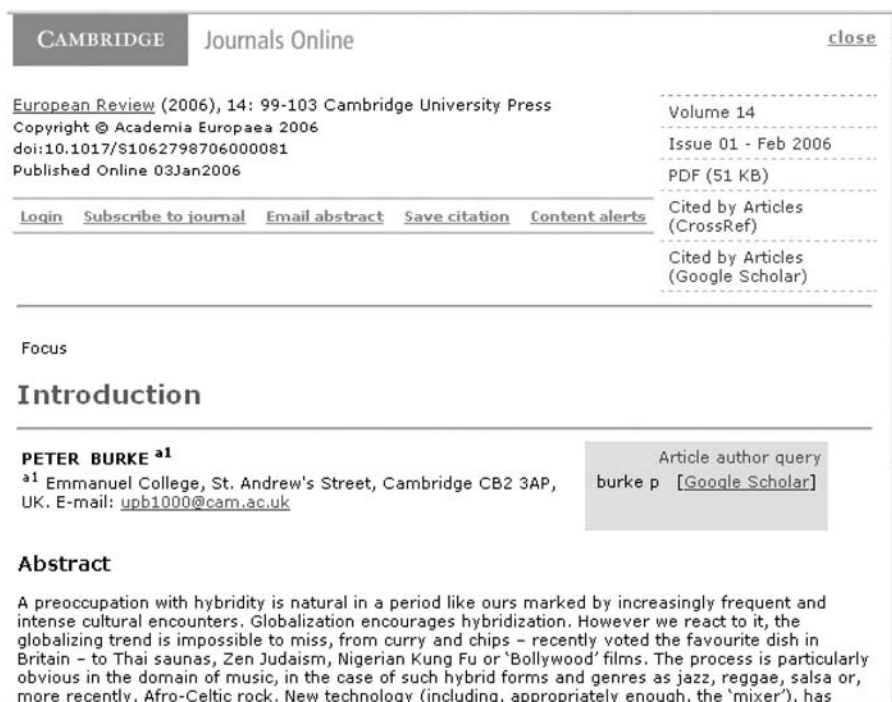 CAMBRIDGE Journals Online close
European Review (2006), 14: 99-103 Cambridge University Press
Copyright © Academia Europaea 2006
doi:10.1017/S1062798706000081
Published Online 03Jan2006
Login Subscribe to journal Email abstract Save citation Content alerts
Volume 14
Issue 01 - Feb 2006
PDF (51 KB)
Cited by Articles
(CrossRef)
Cited by Articles
(Google Scholar)
Focus
Introduction
PETER BURKE a1
a1 Emmanuel College, St. Andrew's Street, Cambridge CB2 3AP,
UK. E-mail: upb1000@cam.ac.uk
Article author query
burke p [Google Scholar]
Abstract
A preoccupation with hybridity is natural in a period like ours marked by increasingly frequent and
intense cultural encounters. Globalization encourages hybridization. However we react to it, the
globalizing trend is impossible to miss, from curry and chips – recently voted the favourite dish in
Britain – to Thai saunas, Zen Judaism, Nigerian Kung Fu or ‘Bollywood’ films. The process is particularly
obvious in the domain of music, in the case of such hybrid forms and genres as jazz, reggae, salsa or,
more recently, Afro-Celtic rock. New technology (including, appropriately enough, the ‘mixer’), has